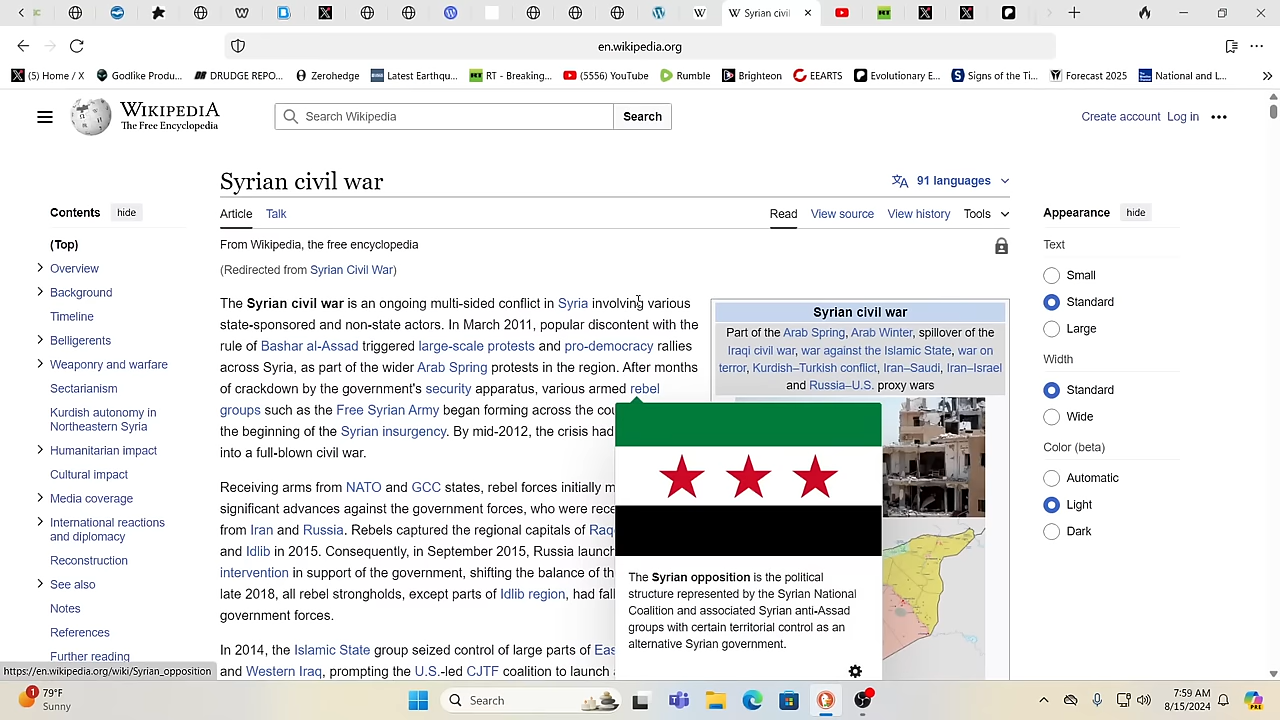 Syrian civil
en.wikipedia.org
(5) Home / X
Godlike Produ...
DRUDGE REPO...
Zerohedge
Latest Earthqu...
RT - Breaking...
(5556) YouTube
Rumble
Brighteon
EEARTS
Evolutionary E...
Signs of the Ti...
Forecast 2025
National and L...
WIKIPEDIA
The Free Encyclopedia
Search Wikipedia
Search
Create account
Log in
Syrian civil war
91 languages
Contents
hide
Article
Talk
Read
View source
View history
Tools
Appearance
hide
(Top)
Overview
Background
Timeline
Belligerents
Weaponry and warfare
Sectarianism
Kurdish autonomy in
Northeastern Syria
Humanitarian impact
Cultural impact
Media coverage
International reactions
and diplomacy
Reconstruction
See also
Notes
References
Further reading
From Wikipedia, the free encyclopedia
(Redirected from Syrian Civil War)
The Syrian civil war is an ongoing multi-sided conflict in Syria involving various
state-sponsored and non-state actors. In March 2011, popular discontent with the
rule of Bashar al-Assad triggered large-scale protests and pro-democracy rallies
across Syria, as part of the wider Arab Spring protests in the region. After months
of crackdown by the government's security apparatus, various armed rebel
groups such as the Free Syrian Army began forming across the cou
the beginning of the Syrian insurgency. By mid-2012, the crisis had
into a full-blown civil war.
Receiving arms from NATO and GCC states, rebel forces initially m
significant advances against the government forces, who were rece
from Iran and Russia. Rebels captured the regional capitals of Raq
and Idlib in 2015. Consequently, in September 2015, Russia launch
intervention in support of the government, shifting the balance of th
late 2018, all rebel strongholds, except parts of Idlib region, had fall
government forces.
In 2014, the Islamic State group seized control of large parts of Eas
and Western Iraq, prompting the U.S.-led CJTF coalition to launch
Syrian civil war
Part of the Arab Spring, Arab Winter, spillover of the
Iraqi civil war, war against the Islamic State, war on
terror, Kurdish–Turkish conflict, Iran–Saudi, Iran–Israel
and Russia–U.S. proxy wars
The Syrian opposition is the political
structure represented by the Syrian National
Coalition and associated Syrian anti-Assad
groups with certain territorial control as an
alternative Syrian government.
Text
Small
Standard
Large
Width
Standard
Wide
Color (beta)
Automatic
Light
Dark
https://en.wikipedia.org/wiki/Syrian_opposition
1
79°F
Sunny
Search
7:59 AM
8/15/2024
PRE